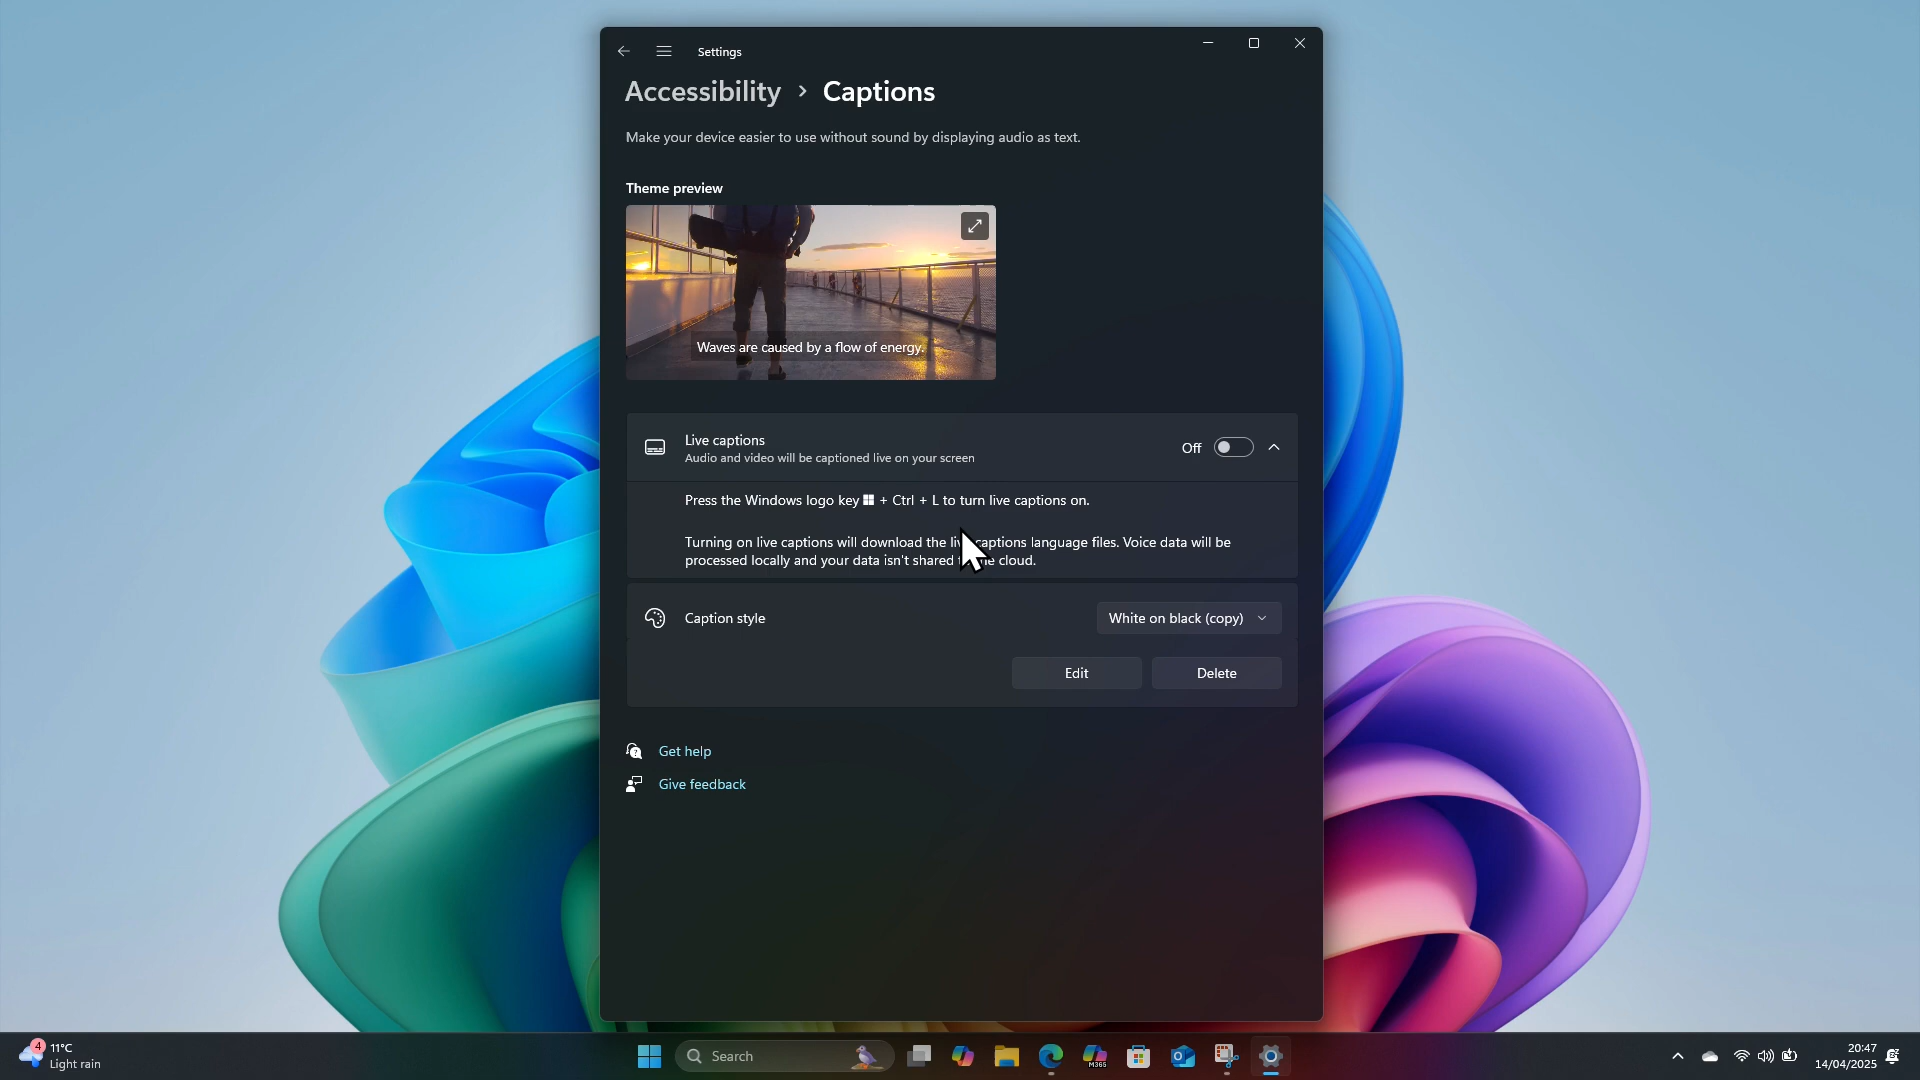 Settings
Accessibility › Captions
Make your device easier to use without sound by displaying audio as text.
Theme preview
Waves are caused by a flow of energy.
Live captions
Audio and video will be captioned live on your screen
Off
Press the Windows logo key + Ctrl + L to turn live captions on.
Turning on live captions will download the captions language files. Voice data will be
processed locally and your data isn't shared cloud.
Caption style
White on black (copy)
Edit
Delete
Get help
Give feedback
4
11°C
Light rain
Search
M365
20:47
14/04/2025